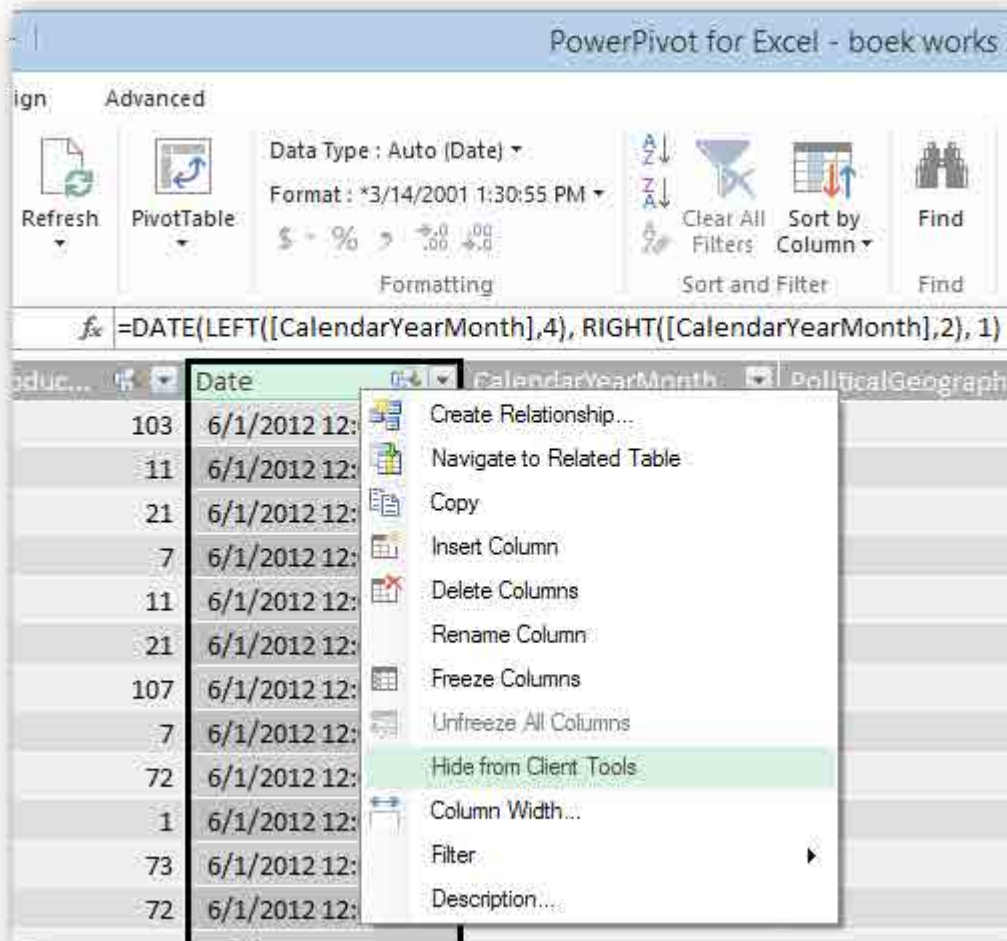 PowerPivot for Excel - boek works
ign Advanced
Data Type : Auto (Date)
Format : *3/14/2001 1:30:55 PM
Refresh PivotTable
$ % , .00 .00
Clear All Filters
Sort by Column
Find
Formatting Sort and Filter Find
fx =DATE(LEFT([CalendarYearMonth],4), RIGHT([CalendarYearMonth],2), 1)
oduc... Date CalendarYearMonth PoliticalGeograph
103 6/1/2012 12:
11 6/1/2012 12:
21 6/1/2012 12:
7 6/1/2012 12:
11 6/1/2012 12:
21 6/1/2012 12:
107 6/1/2012 12:
7 6/1/2012 12:
72 6/1/2012 12:
1 6/1/2012 12:
73 6/1/2012 12:
72 6/1/2012 12:
Create Relationship...
Navigate to Related Table
Copy
Insert Column
Delete Columns
Rename Column
Freeze Columns
Unfreeze All Columns
Hide from Client Tools
Column Width...
Filter
Description...